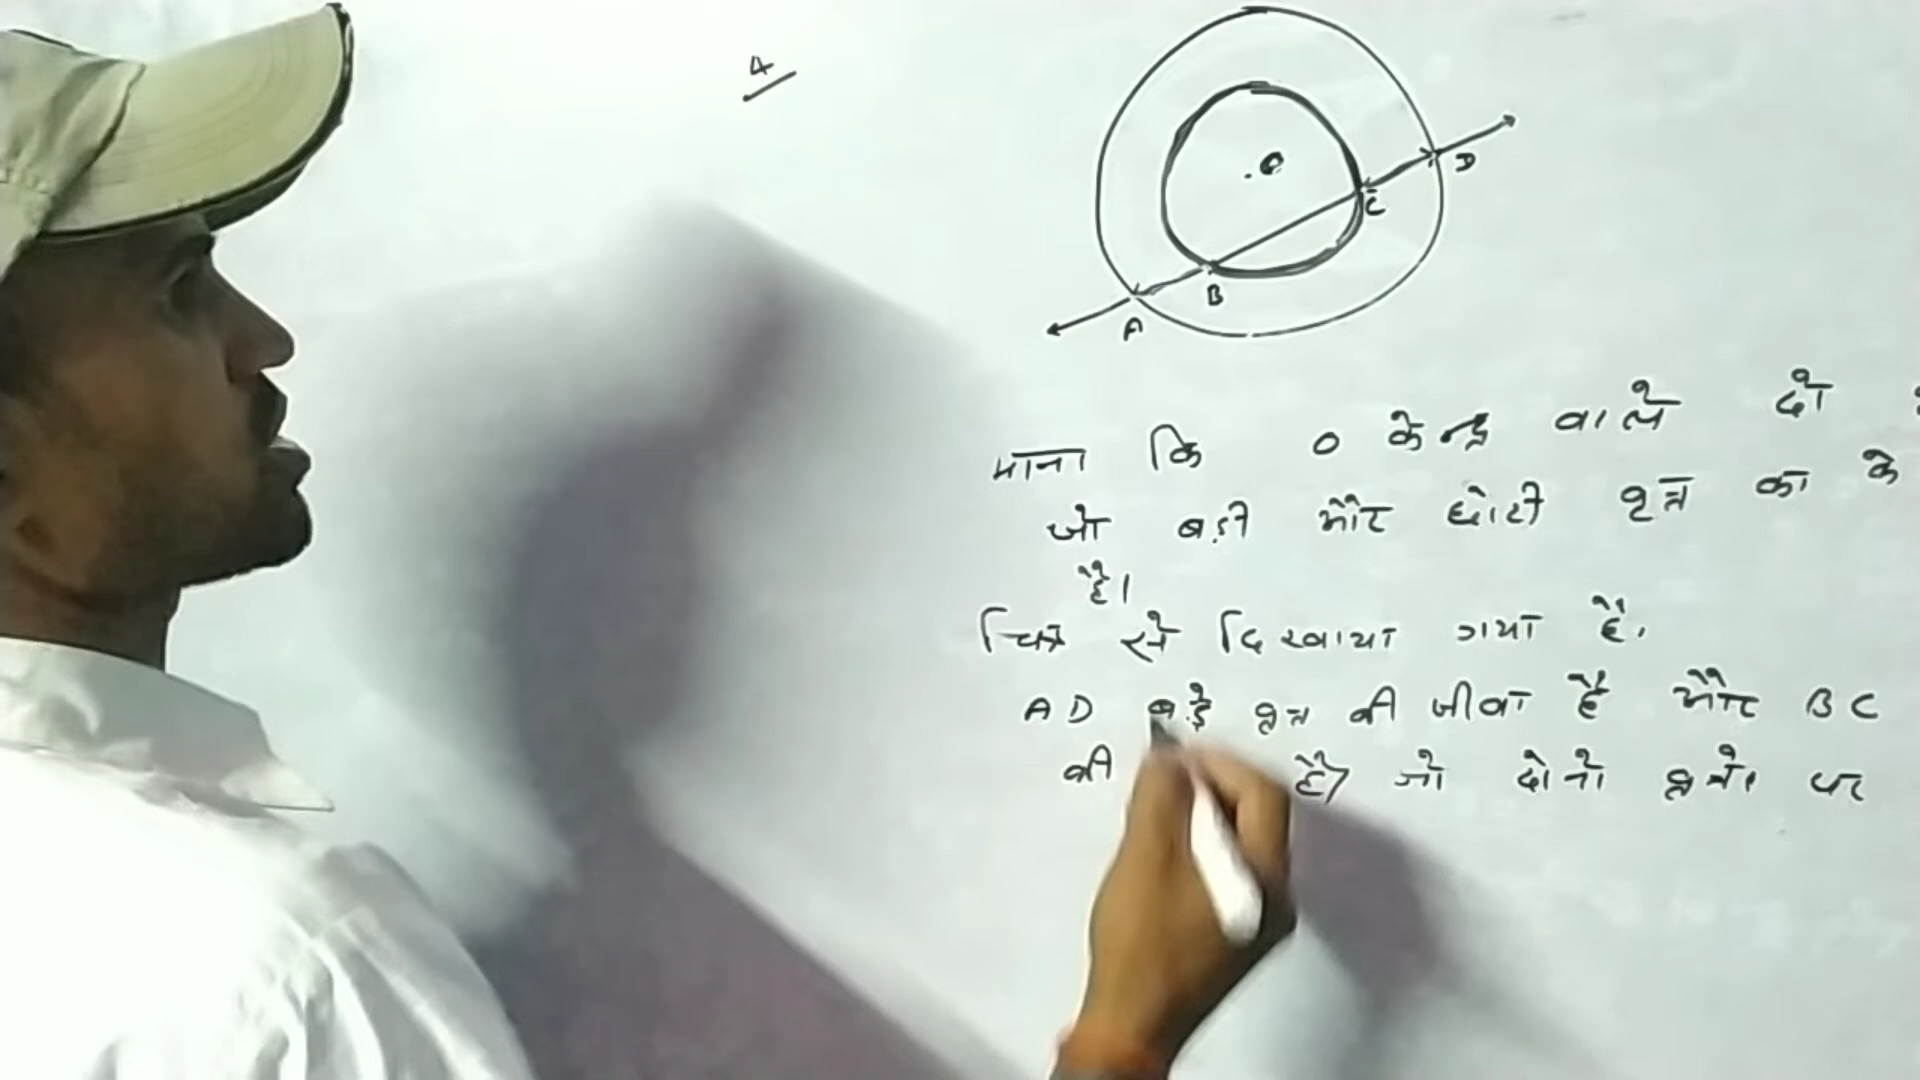 4
O
D
C
B
A
माना कि O केन्द्र वाले दो
जो बड़ी और छोटी वृत्त का के
है।
चित्र में दिखाया गया है.
AD बड़े वृत्त की जीवा है और BC
की है, जो दोनो वृतो पर